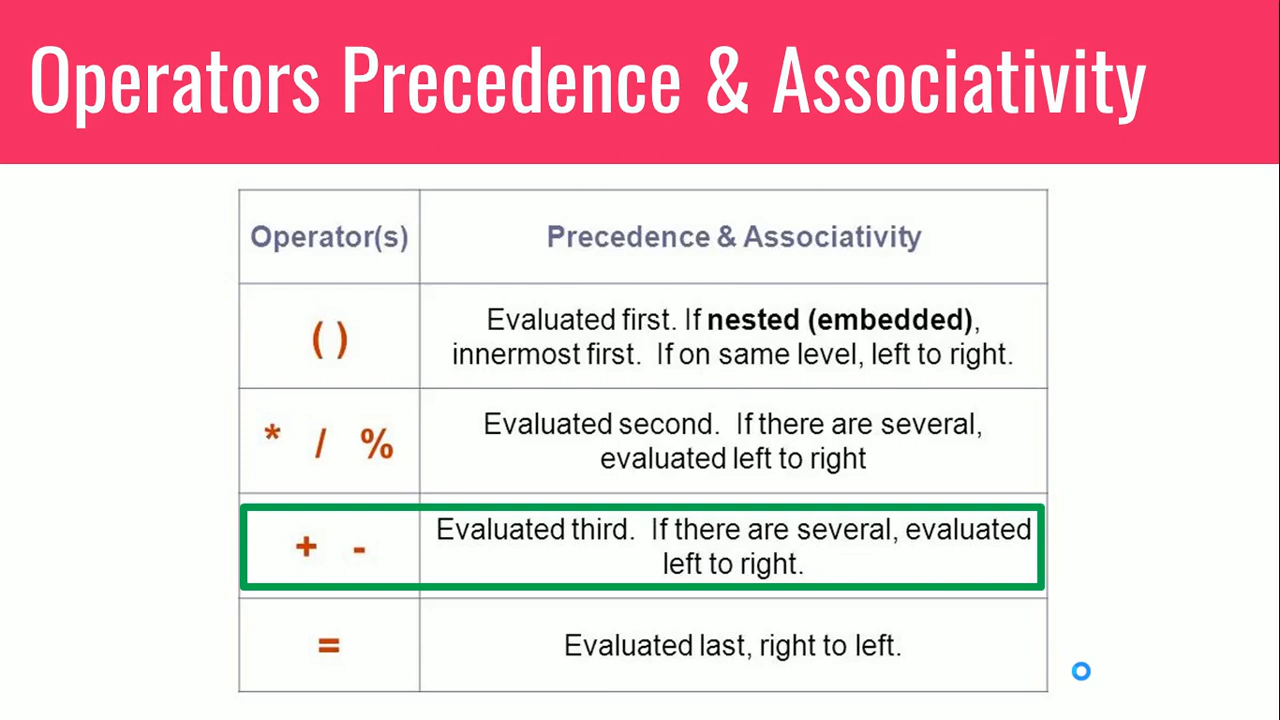 Operators Precedence & Associativity
Operator(s) Precedence & Associativity
( ) Evaluated first. If nested (embedded),
innermost first. If on same level, left to right.
* / % Evaluated second. If there are several,
evaluated left to right
+ - Evaluated third. If there are several, evaluated
left to right.
= Evaluated last, right to left.